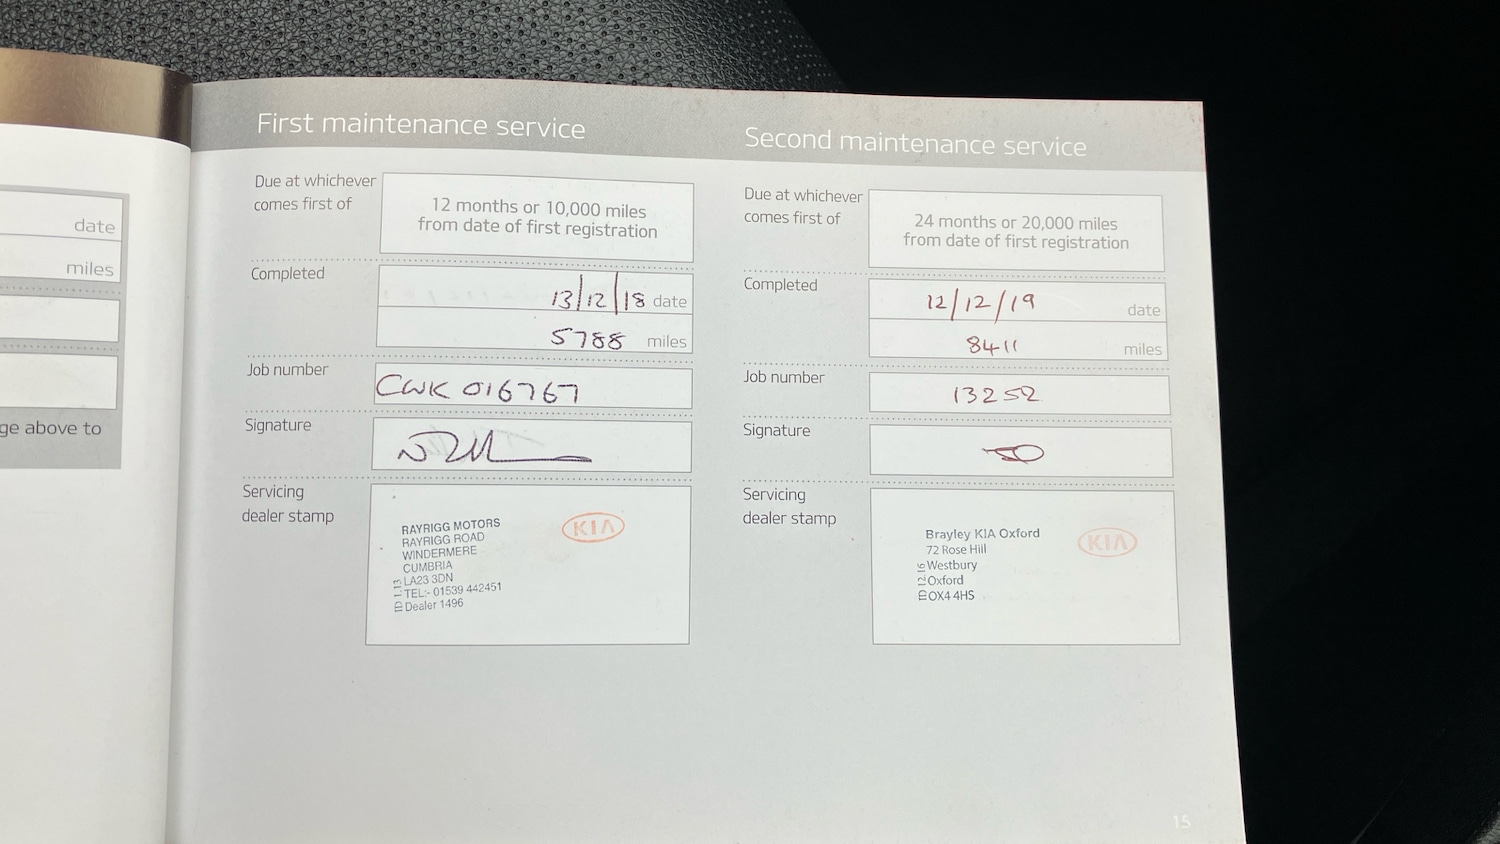 date
miles
ge above to
First maintenance service
Due at whichever
comes first of
12 months or 10,000 miles
from date of first registration
Completed
13/12/18 date
5788 miles
Job number
CWK 016767
Signature
Servicing
dealer stamp
RAYRIGG MOTORS
RAYRIGG ROAD
WINDERMERE
CUMBRIA
LA23 3DN
TEL:- 01539 442451
Dealer 1496
KIA
Second maintenance service
Due at whichever
comes first of
24 months or 20,000 miles
from date of first registration
Completed
12/12/19 date
8411 miles
Job number
13252
Signature
Servicing
dealer stamp
Brayley KIA Oxford
72 Rose Hill
Westbury
Oxford
OX4 4HS
KIA
15